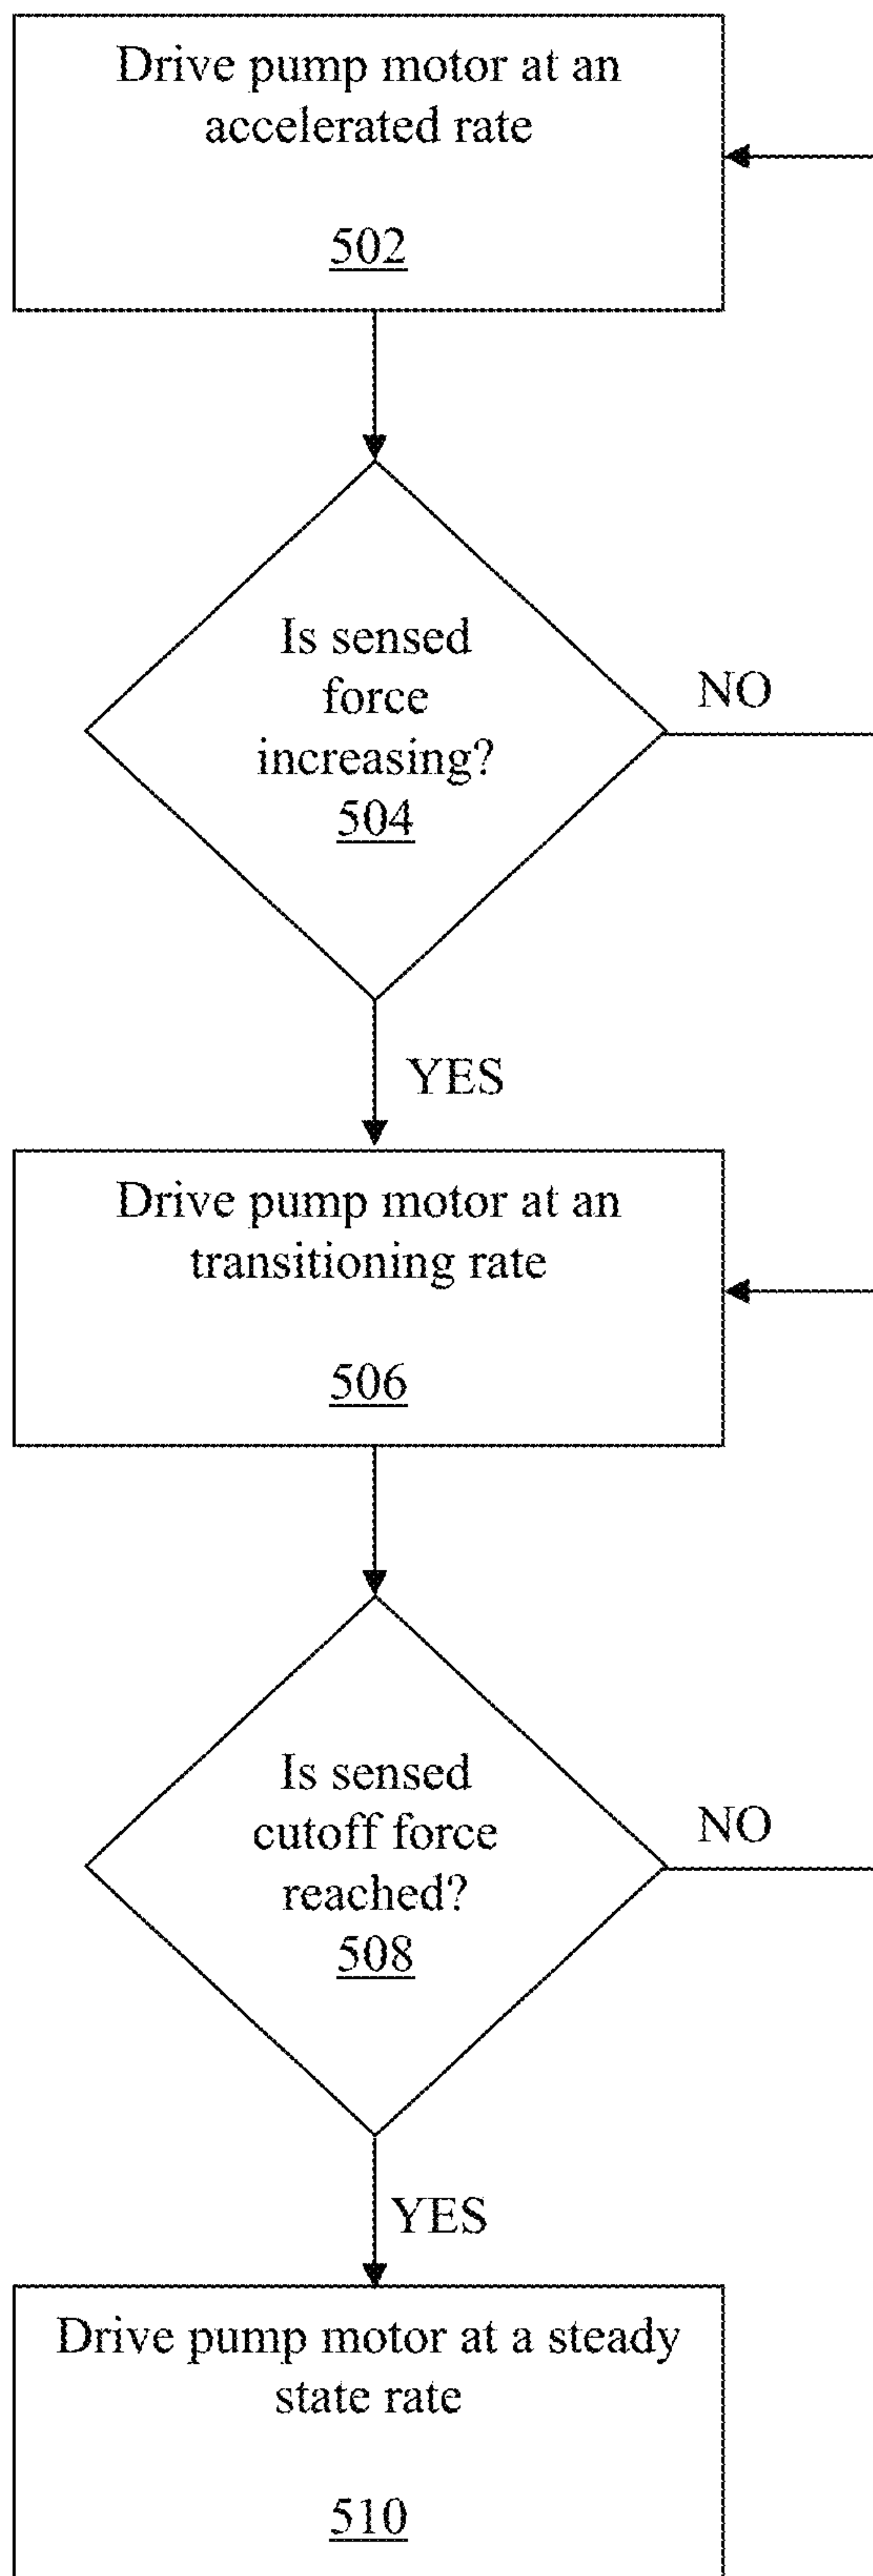 Drive pump motor at an
accelerated rate
502
Is sensed
force
increasing?
504
NO
YES
Drive pump motor at an
transitioning rate
506
Is sensed
cutoff force
reached?
508
NO
YES
Drive pump motor at a steady
state rate
510